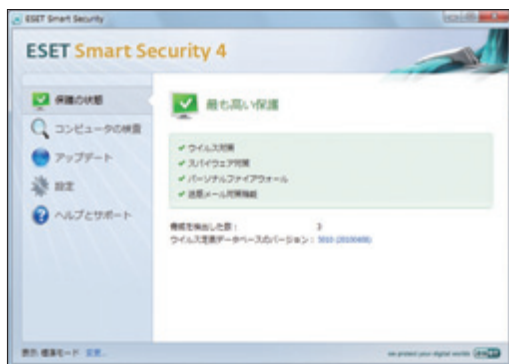 ESET Smart Security
ESET Smart Security 4
保護の状態
コンピュータの検査
アップデート
設定
ヘルプとサポート
最も高い保護
✔ ウイルス対策
✔ スパイウェア対策
✔ パーソナルファイアウォール
✔ 迷惑メール対策機能
脅威を検出した数： 3
ウイルス定義データベースのバージョン： 5010 (20100408)
表示: 標準モード 変更...
we protect your digital worlds